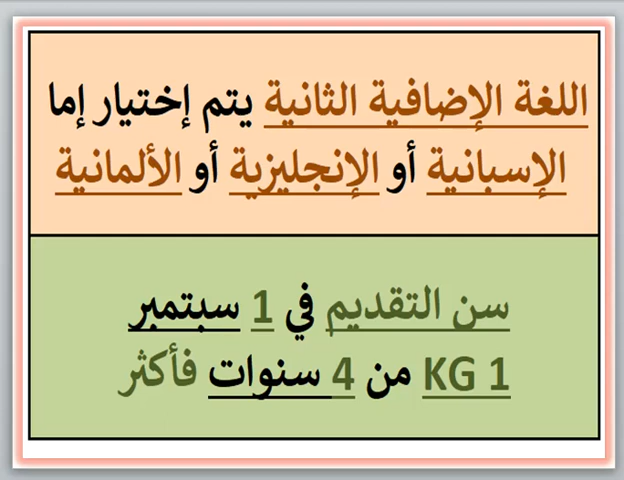 اللغة الإضافية الثانية يتم إختيار إما
الإسبانية أو الإنجليزية أو الألمانية
سن التقديم في 1 سبتمبر
KG 1 من 4 سنوات فأكثر